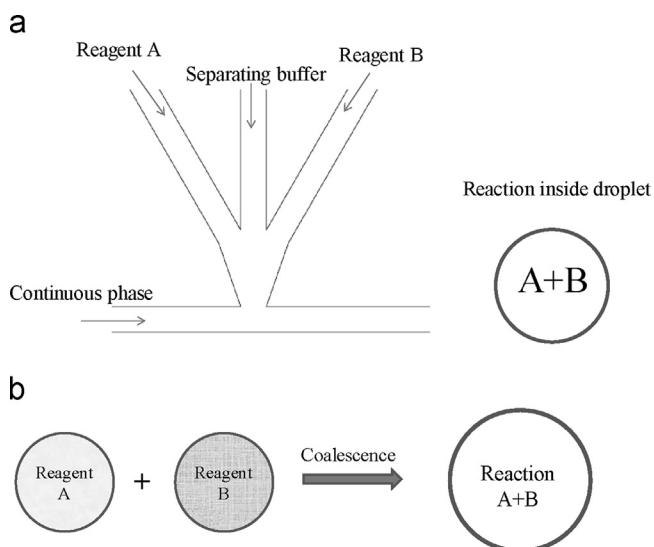 a
Reagent A
Separating buffer
Reagent B
Reaction inside droplet
A+B
Continuous phase
b
Reagent
A
+
Reagent
B
Coalescence
Reaction
A+B